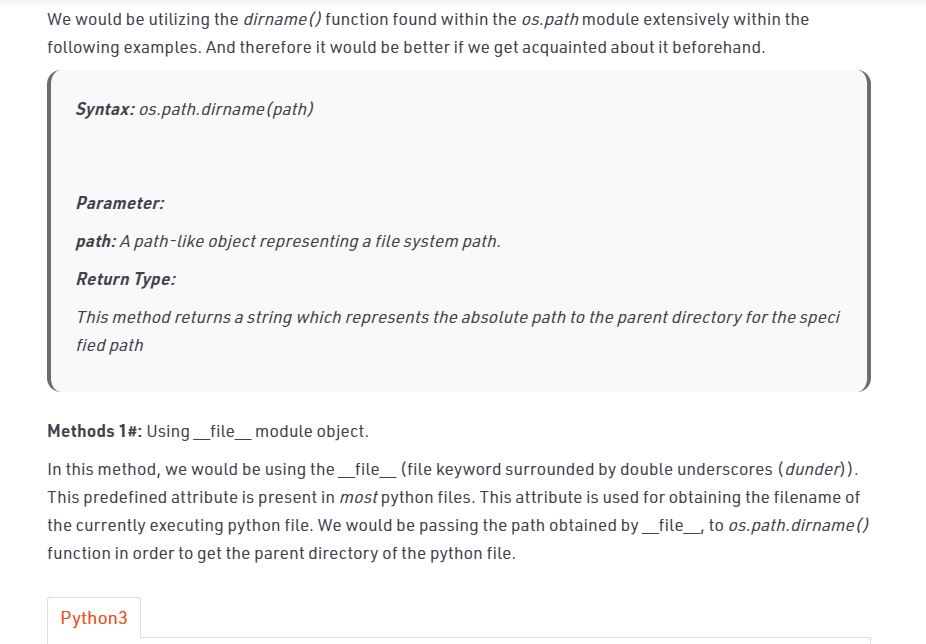 We would be utilizing the dirname() function found within the os.path module extensively within the
following examples. And therefore it would be better if we get acquainted about it beforehand.
Syntax: os.path.dirname(path)
Parameter:
path: A path-like object representing a file system path.
Return Type:
This method returns a string which represents the absolute path to the parent directory for the speci
fied path
Methods 1#: Using __file__ module object.
In this method, we would be using the __file__ (file keyword surrounded by double underscores (dunder)).
This predefined attribute is present in most python files. This attribute is used for obtaining the filename of
the currently executing python file. We would be passing the path obtained by __file__, to os.path.dirname()
function in order to get the parent directory of the python file.
Python3